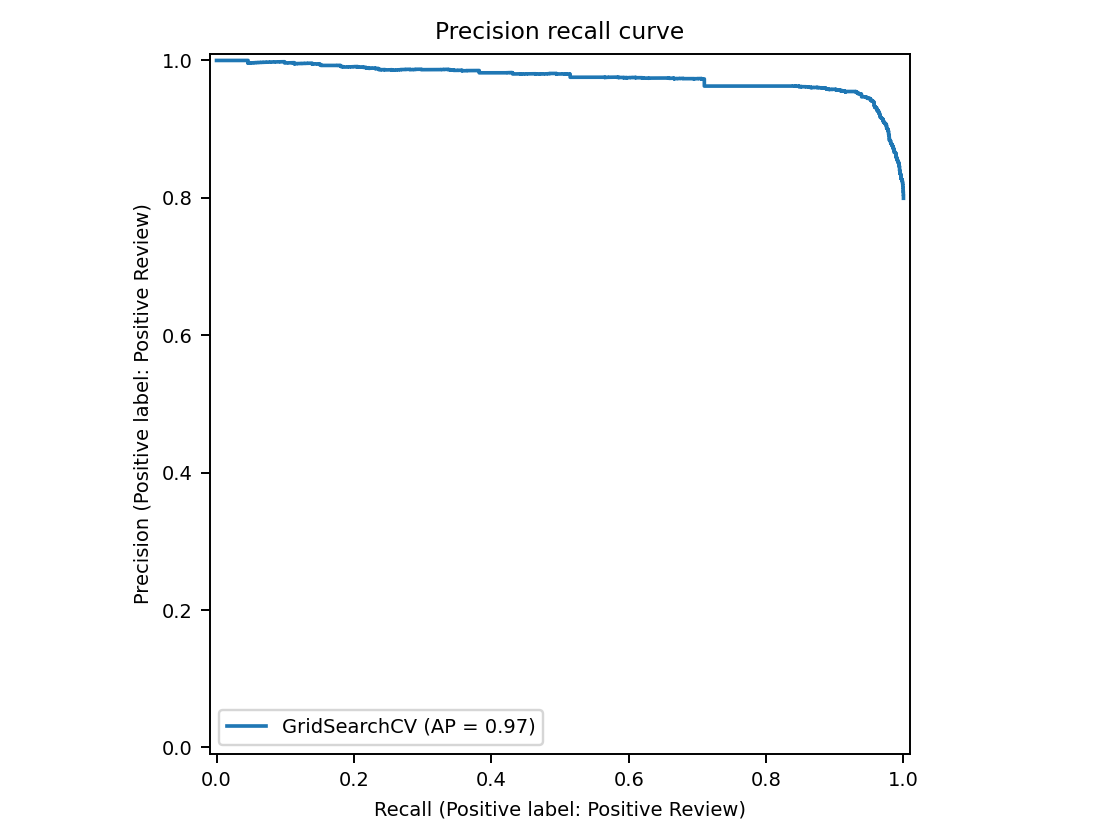 Precision recall curve
1.0
0.8
0.6
0.4
0.2
0.0
Precision (Positive label: Positive Review)
GridSearchCV (AP = 0.97)
0.0 0.2 0.4 0.6 0.8 1.0
Recall (Positive label: Positive Review)